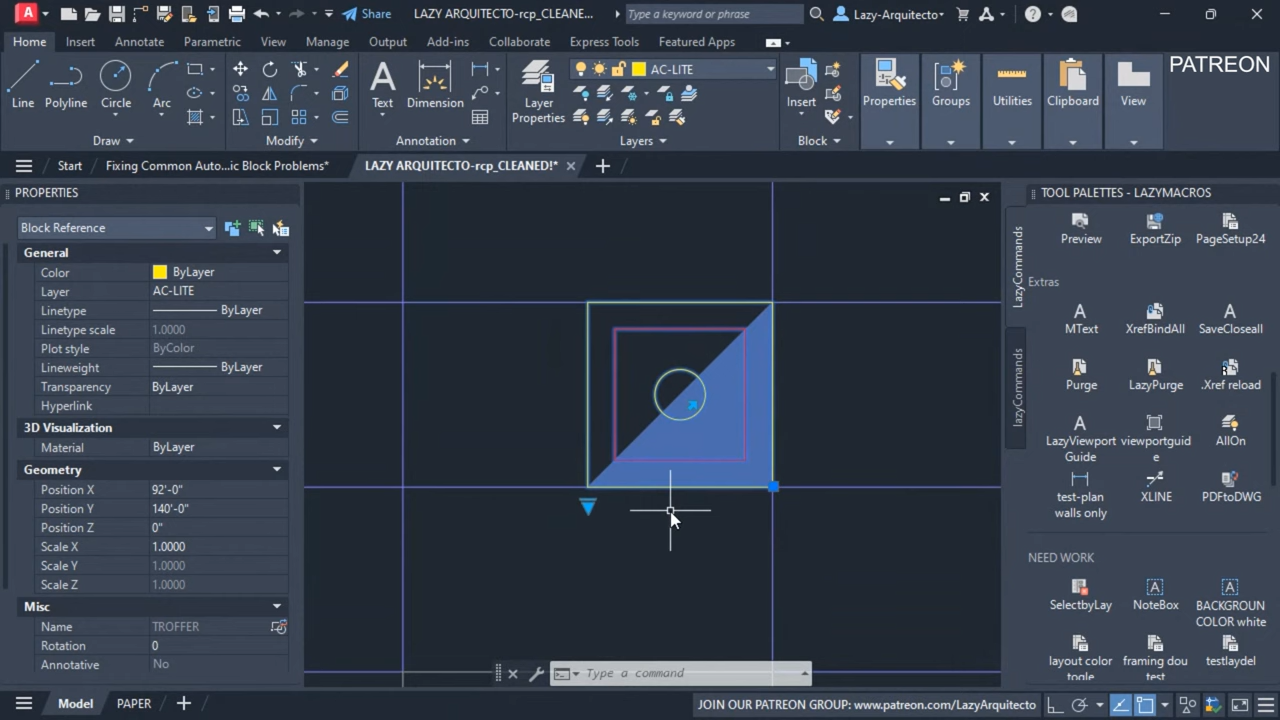 Share
LAZY ARQUITECTO-rcp_CLEANE...
Type a keyword or phrase
Lazy-Arquitecto
Home Insert Annotate Parametric View Manage Output Add-ins Collaborate Express Tools Featured Apps
PATREON
AC-LITE
Line Polyline Circle Arc
Text Dimension
Layer
Properties
Insert
Properties Groups Utilities Clipboard View
Draw Modify Annotation Layers Block
Start Fixing Common Auto...ic Block Problems* LAZY ARQUITECTO-rcp_CLEANED!*
PROPERTIES
Block Reference
General
Color ByLayer
Layer AC-LITE
Linetype ByLayer
Linetype scale 1.0000
Plot style ByColor
Lineweight ByLayer
Transparency ByLayer
Hyperlink
3D Visualization
Material ByLayer
Geometry
Position X 92'-0"
Position Y 140'-0"
Position Z 0"
Scale X 1.0000
Scale Y 1.0000
Scale Z 1.0000
Misc
Name TROFFER
Rotation 0
Annotative No
Type a command
TOOL PALETTES - LAZYMACROS
LazyCommands
lazyCommands
Preview ExportZip PageSetup24
Extras
MText XrefBindAll SaveCloseall
Purge LazyPurge .Xref reload
LazyViewport viewportguid AllOn
Guide e
test-plan XLINE PDFtoDWG
walls only
NEED WORK
SelectbyLay NoteBox BACKGROUN
COLOR white
layout color framing dou testlaydel
toggle test
Model PAPER
JOIN OUR PATREON GROUP: www.patreon.com/LazyArquitecto